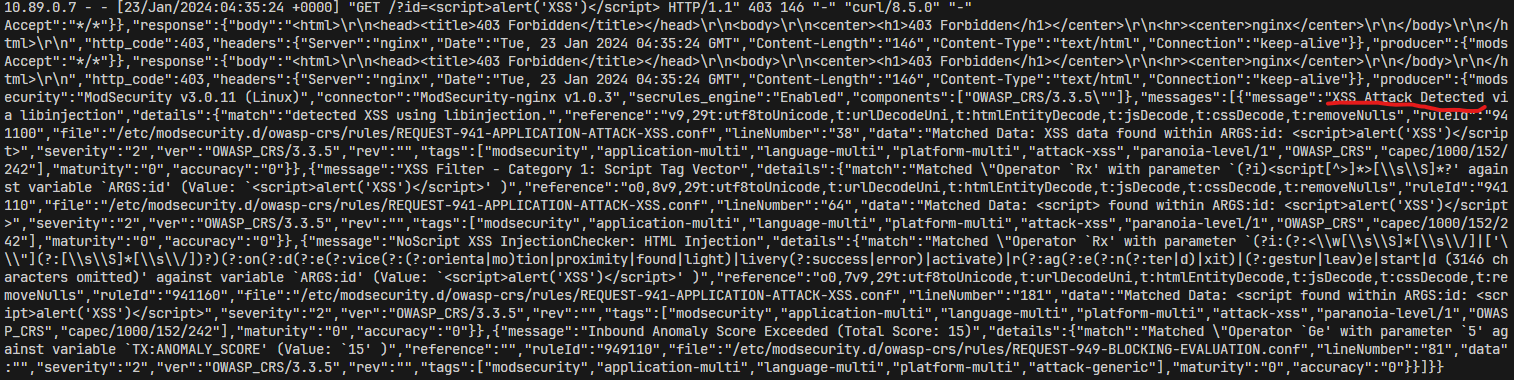 10.89.0.7 - - [23/Jan/2024:04:35:24 +0000] "GET /?id=<script>alert('XSS')</script> HTTP/1.1" 403 146 "-" "curl/8.5.0" "-"
Accept":"*/*"}},"response":{"body":"<html>\r\n<head><title>403 Forbidden</title></head>\r\n<body>\r\n<center><h1>403 Forbidden</h1></center>\r\n<hr><center>nginx</center>\r\n</body>\r\n</h
tml>\r\n","http_code":403,"headers":{"Server":"nginx","Date":"Tue, 23 Jan 2024 04:35:24 GMT","Content-Length":"146","Content-Type":"text/html","Connection":"keep-alive"}},"producer":{"mods
Accept":"*/*"}},"response":{"body":"<html>\r\n<head><title>403 Forbidden</title></head>\r\n<body>\r\n<center><h1>403 Forbidden</h1></center>\r\n<hr><center>nginx</center>\r\n</body>\r\n</h
tml>\r\n","http_code":403,"headers":{"Server":"nginx","Date":"Tue, 23 Jan 2024 04:35:24 GMT","Content-Length":"146","Content-Type":"text/html","Connection":"keep-alive"}},"producer":{"mods
ecurity":"ModSecurity v3.0.11 (Linux)","connector":"ModSecurity-nginx v1.0.3","secrules_engine":"Enabled","components":["OWASP_CRS/3.3.5\""]},"messages":[{"message":"XSS Attack Detected vi
a libinjection","details":{"match":"detected XSS using libinjection.","reference":"v9,29t:utf8toUnicode,t:urlDecodeUni,t:htmlEntityDecode,t:jsDecode,t:cssDecode,t:removeNulls","ruleId":"94
1100","file":"/etc/modsecurity.d/owasp-crs/rules/REQUEST-941-APPLICATION-ATTACK-XSS.conf","lineNumber":"38","data":"Matched Data: XSS data found within ARGS:id: <script>alert('XSS')</scrip
t>","severity":"2","ver":"OWASP_CRS/3.3.5","rev":"","tags":["modsecurity","application-multi","language-multi","platform-multi","attack-xss","paranoia-level/1","OWASP_CRS","capec/1000/152/
242"],"maturity":"0","accuracy":"0"}},{"message":"XSS Filter - Category 1: Script Tag Vector","details":{"match":"Matched \"Operator `Rx' with parameter `(?i)<script[^>]*>[\\s\\S]*?' again
st variable `ARGS:id' (Value: `<script>alert('XSS')</script>' )","reference":"o0,8v9,29t:utf8toUnicode,t:urlDecodeUni,t:htmlEntityDecode,t:jsDecode,t:cssDecode,t:removeNulls","ruleId":"941
110","file":"/etc/modsecurity.d/owasp-crs/rules/REQUEST-941-APPLICATION-ATTACK-XSS.conf","lineNumber":"64","data":"Matched Data: <script> found within ARGS:id: <script>alert('XSS')</script
>","severity":"2","ver":"OWASP_CRS/3.3.5","rev":"","tags":["modsecurity","application-multi","language-multi","platform-multi","attack-xss","paranoia-level/1","OWASP_CRS","capec/1000/152/2
42"],"maturity":"0","accuracy":"0"}},{"message":"NoScript XSS InjectionChecker: HTML Injection","details":{"match":"Matched \"Operator `Rx' with parameter `(?i:(?:<\\w[\\s\\S]*[\\s\\/]|['\
\\"](?:[\\s\\S]*[\\s\\/])?)(?:on(?:d(?:e(?:vice(?:(?:orienta|mo)tion|proximity|found|light)|livery(?:success|error)|activate)|r(?:ag(?:e(?:n(?:ter|d)|xit)|(?:gestur|leav)e|start|d (3146 ch
aracters omitted)' against variable `ARGS:id' (Value: `<script>alert('XSS')</script>' )","reference":"o0,7v9,29t:utf8toUnicode,t:urlDecodeUni,t:htmlEntityDecode,t:jsDecode,t:cssDecode,t:re
moveNulls","ruleId":"941160","file":"/etc/modsecurity.d/owasp-crs/rules/REQUEST-941-APPLICATION-ATTACK-XSS.conf","lineNumber":"181","data":"Matched Data: <script found within ARGS:id: <scr
ipt>alert('XSS')</script>","severity":"2","ver":"OWASP_CRS/3.3.5","rev":"","tags":["modsecurity","application-multi","language-multi","platform-multi","attack-xss","paranoia-level/1","OWAS
P_CRS","capec/1000/152/242"],"maturity":"0","accuracy":"0"}},{"message":"Inbound Anomaly Score Exceeded (Total Score: 15)","details":{"match":"Matched \"Operator `Ge' with parameter `5' ag
ainst variable `TX:ANOMALY_SCORE' (Value: `15' )","reference":"","ruleId":"949110","file":"/etc/modsecurity.d/owasp-crs/rules/REQUEST-949-BLOCKING-EVALUATION.conf","lineNumber":"81","data"
:"","severity":"2","ver":"OWASP_CRS/3.3.5","rev":"","tags":["modsecurity","application-multi","language-multi","platform-multi","attack-generic"],"maturity":"0","accuracy":"0"}}]}}